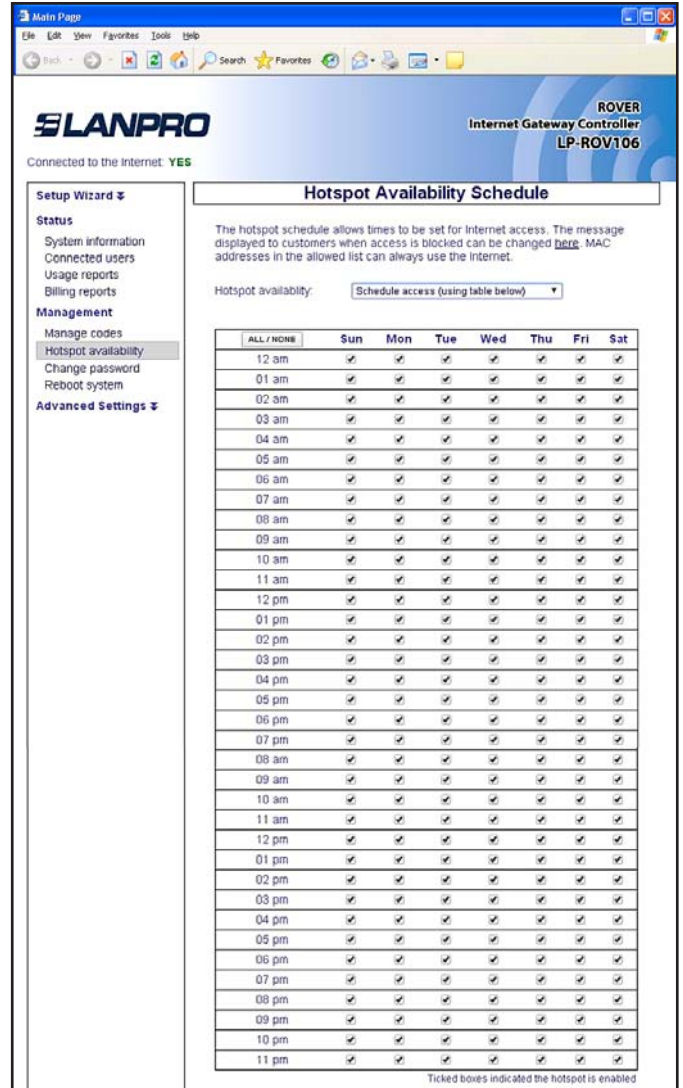 Main Page
File Edit View Favorites Tools Help
Back Search Favorites
LANPRO
ROVER
Internet Gateway Controller
LP-ROV106
Connected to the Internet: YES
Setup Wizard
Status
System information
Connected users
Usage reports
Billing reports
Management
Manage codes
Hotspot availability
Change password
Reboot system
Advanced Settings
Hotspot Availability Schedule
The hotspot schedule allows times to be set for Internet access. The message
displayed to customers when access is blocked can be changed here. MAC
addresses in the allowed list can always use the Internet.
Hotspot availablity: Schedule access (using table below)
ALL / NONE Sun Mon Tue Wed Thu Fri Sat
12 am
01 am
02 am
03 am
04 am
05 am
06 am
07 am
08 am
09 am
10 am
11 am
12 pm
01 pm
02 pm
03 pm
04 pm
05 pm
06 pm
07 pm
08 am
09 am
10 am
11 am
12 pm
01 pm
02 pm
03 pm
04 pm
05 pm
06 pm
07 pm
08 pm
09 pm
10 pm
11 pm
Ticked boxes indicated the hotspot is enabled